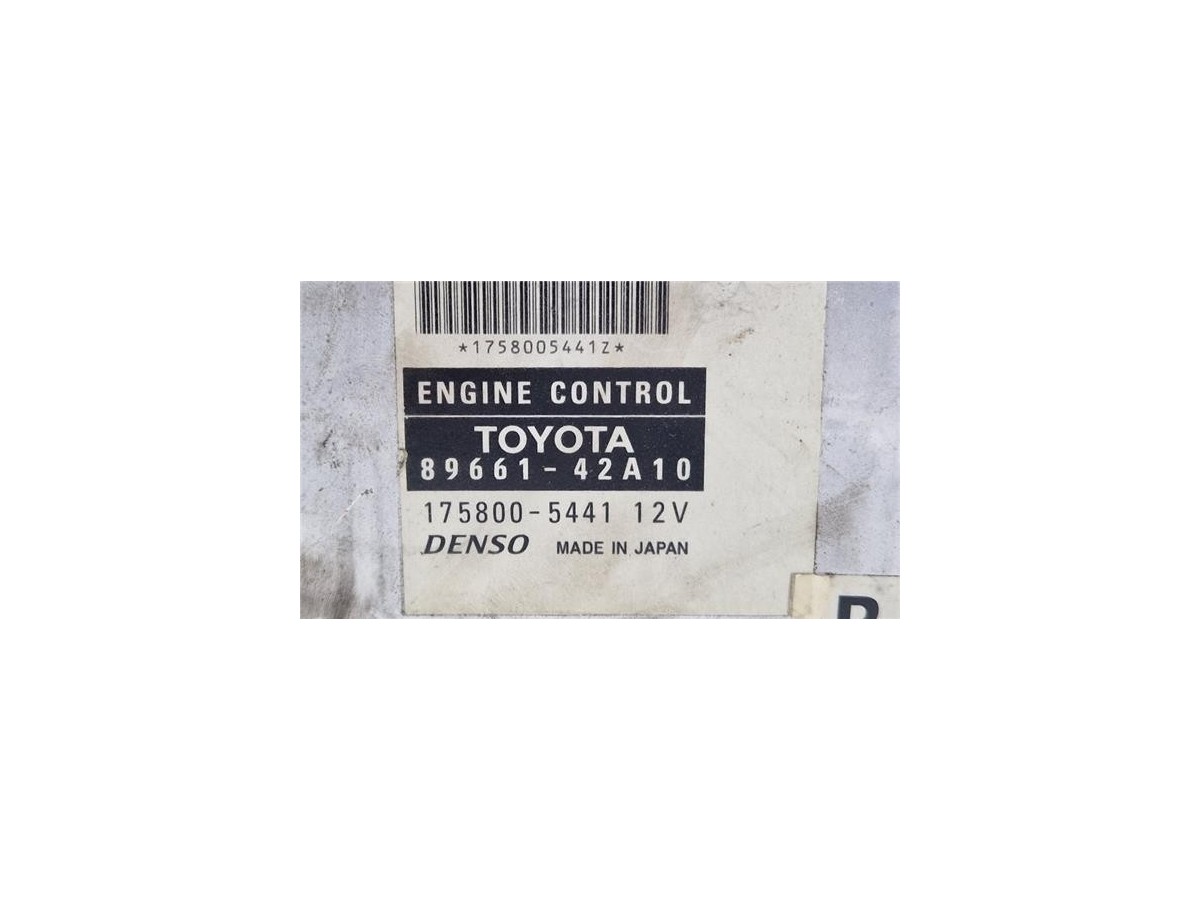 *1758005441Z*
ENGINE CONTROL
TOYOTA
89661-42A10
175800-5441 12V
DENSO MADE IN JAPAN